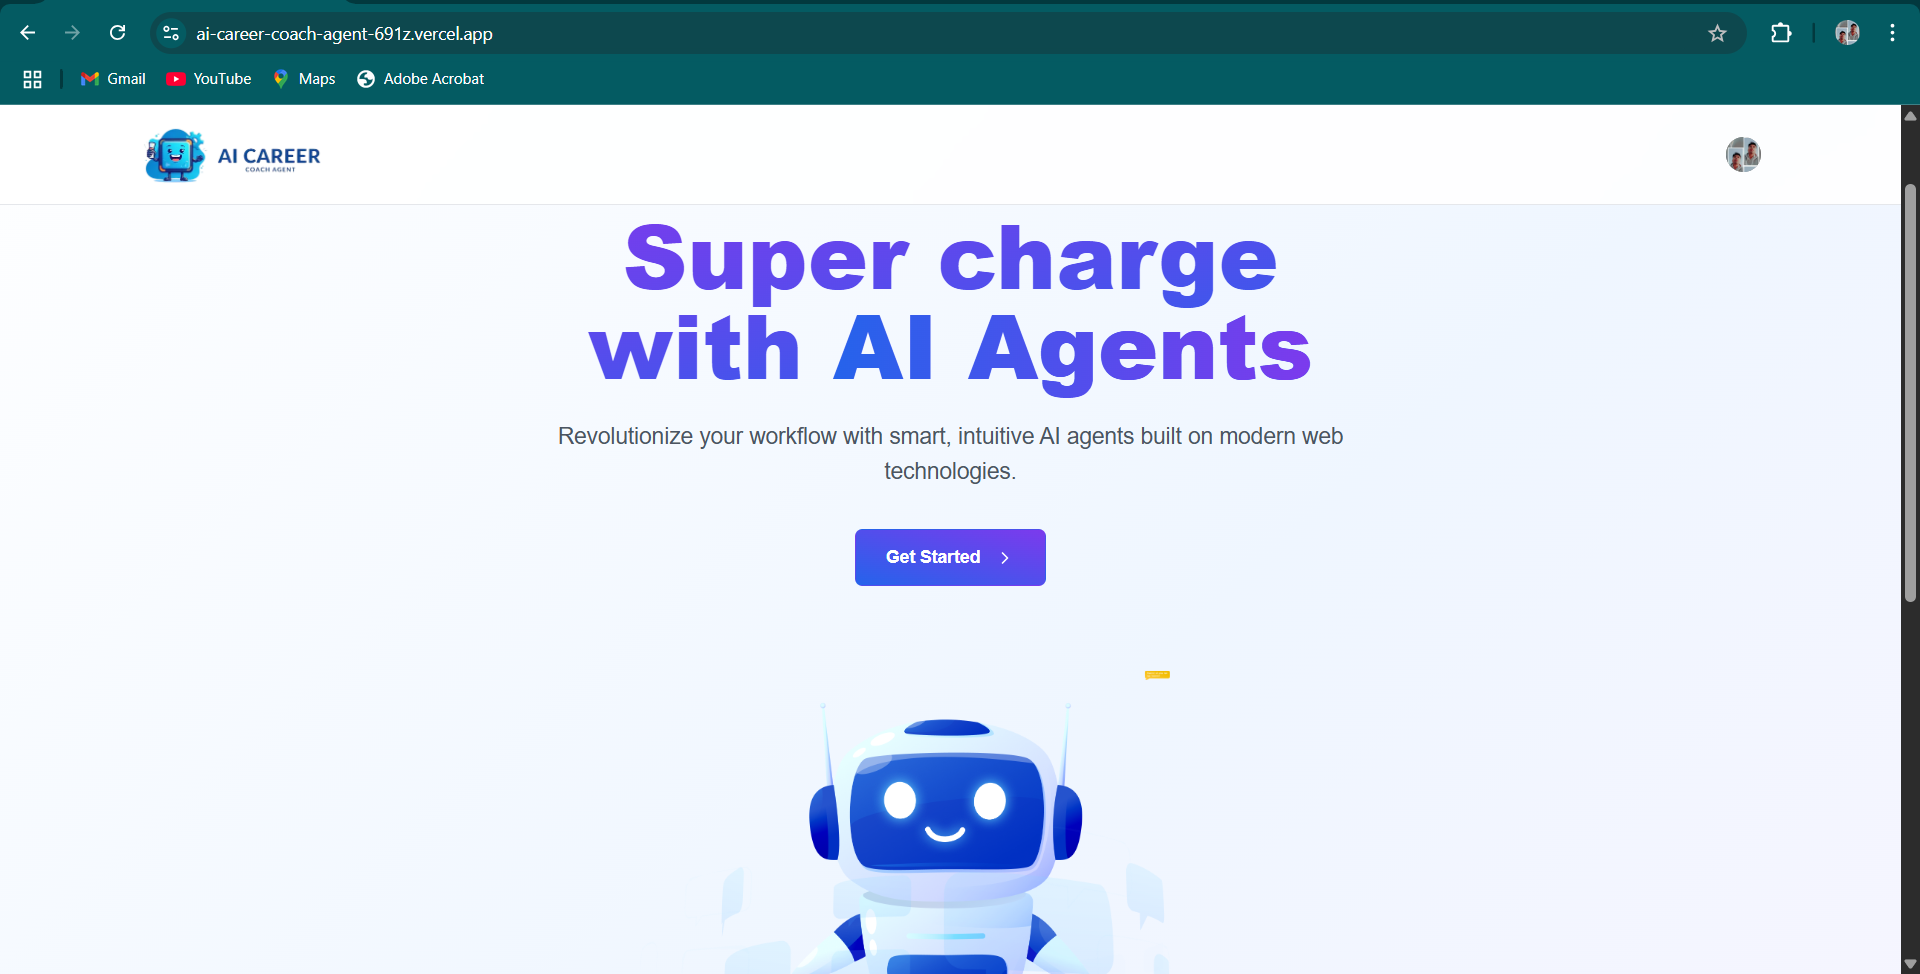 ai-career-coach-agent-691z.vercel.app
Gmail
YouTube
Maps
Adobe Acrobat
AI CAREER
COACH AGENT
Super charge
with AI Agents
Revolutionize your workflow with smart, intuitive AI agents built on modern web
technologies.
Get Started